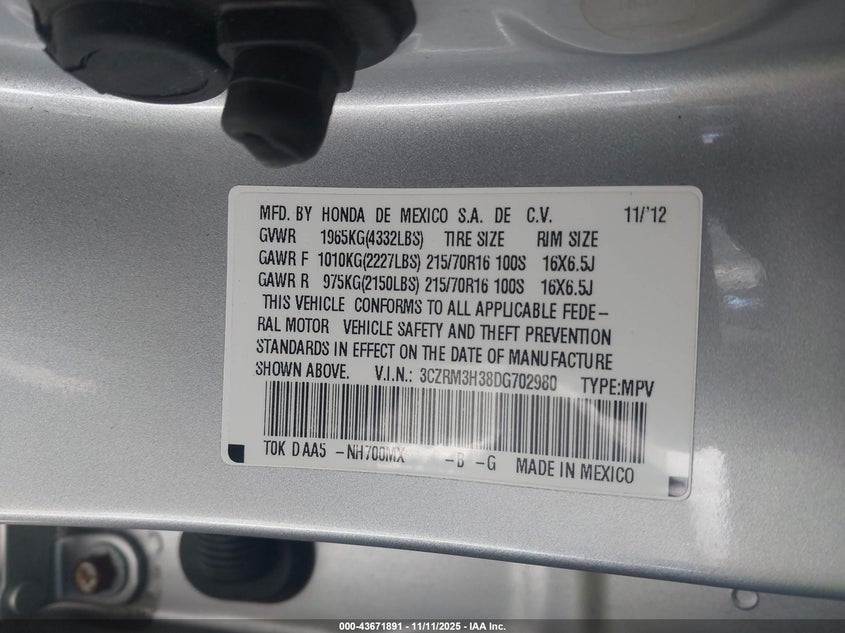 MFD. BY HONDA DE MEXICO S.A. DE C.V. 11/'12
GVWR 1965KG(4332LBS) TIRE SIZE RIM SIZE
GAWR F 1010KG(2227LBS) 215/70R16 100S 16X6.5J
GAWR R 975KG(2150LBS) 215/70R16 100S 16X6.5J
THIS VEHICLE CONFORMS TO ALL APPLICABLE FEDE-
RAL MOTOR VEHICLE SAFETY AND THEFT PREVENTION
STANDARDS IN EFFECT ON THE DATE OF MANUFACTURE
SHOWN ABOVE. V.I.N.: 3CZRM3H38DG702980 TYPE:MPV
T0K D AA5 -NH700MX -B -G MADE IN MEXICO
000-43671891 - 11/11/2025 - IAA Inc.